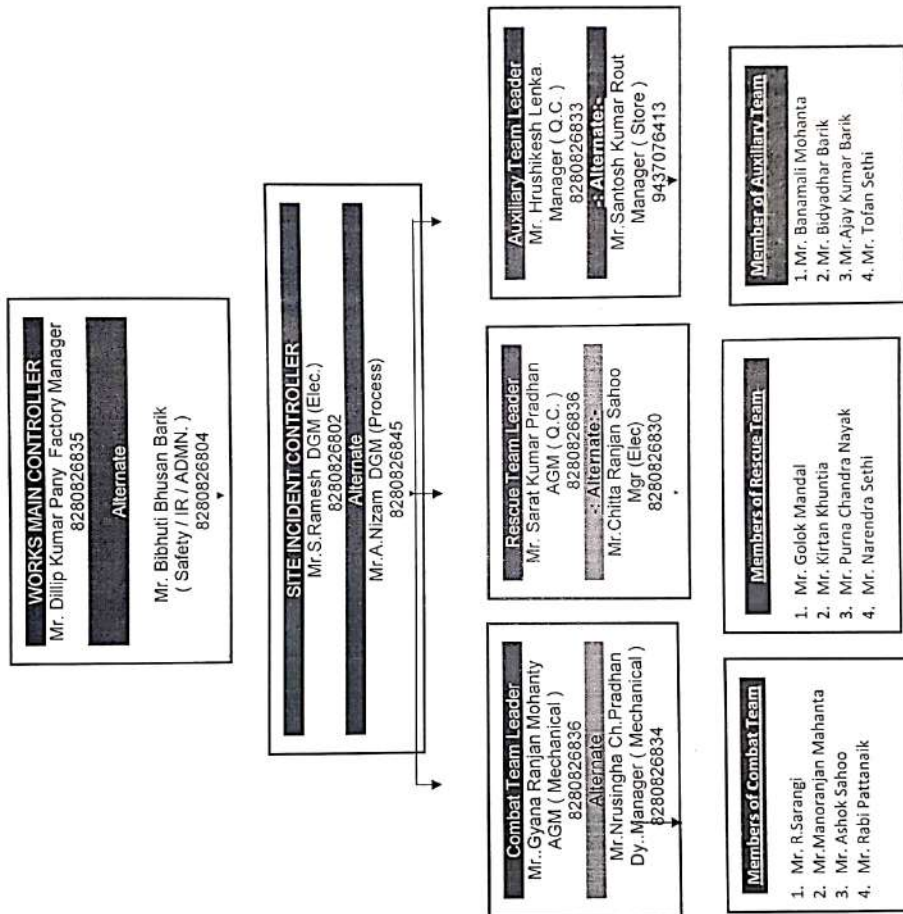 WORKS MAIN CONTROLLER
Mr. Dillip Kumar Pany Factory Manager
8280826835
Alternate
Mr. Bibhuti Bhusan Barik
( Safety / IR / ADMN. )
8280826804
SITE INCIDENT CONTROLLER
Mr.S.Ramesh DGM (Elec.)
8280826802
Alternate
Mr.A.Nizam DGM (Process)
8280826845
Combat Team Leader
Mr..Gyana Ranjan Mohanty
AGM ( Mechanical )
8280826836
Alternate
Mr.Nrusingha Ch.Pradhan
Dy..Manager ( Mechanical )
8280826834
Rescue Team Leader
Mr. Sarat Kumar Pradhan
AGM ( Q.C. )
8280826836
-: Alternate:-
Mr.Chitta Ranjan Sahoo
Mgr (Elec)
8280826830
Auxiliary Team Leader
Mr. Hrushikesh Lenka.
Manager ( Q.C. )
8280826833
-: Alternate:-
Mr.Santosh Kumar Rout
Manager ( Store )
9437076413
Members of Combat Team
1. Mr. R.Sarangi
2. Mr.Manoranjan Mahanta
3. Mr. Ashok Sahoo
4. Mr. Rabi Pattanaik
Members of Rescue Team
1. Mr. Golok Mandal
2. Mr. Kirtan Khuntia
3. Mr. Purna Chandra Nayak
4. Mr. Narendra Sethi
Member of Auxiliary Team
1. Mr. Banamali Mohanta
2. Mr. Bidyadhar Barik
3. Mr.Ajay Kumar Barik
4. Mr. Tofan Sethi